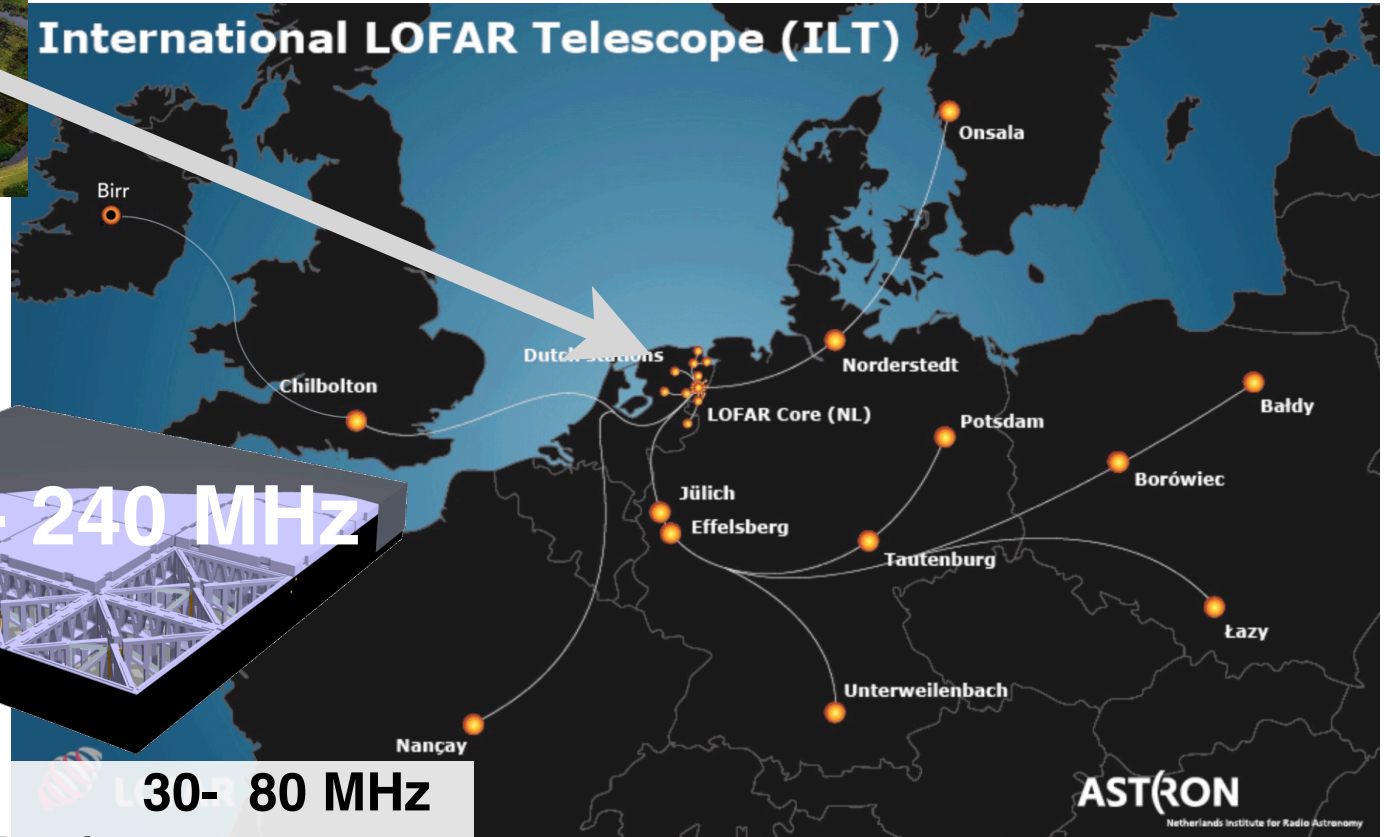 International LOFAR Telescope (ILT)
Onsala
Birr
Dutch stations
Norderstedt
Chilbolton
Bałdy
LOFAR Core (NL)
Potsdam
Borówiec
Jülich
- 240 MHz
Effelsberg
Tautenburg
Łazy
Unterweilenbach
Nançay
30- 80 MHz
ASTRON
Netherlands Institute for Radio Astronomy